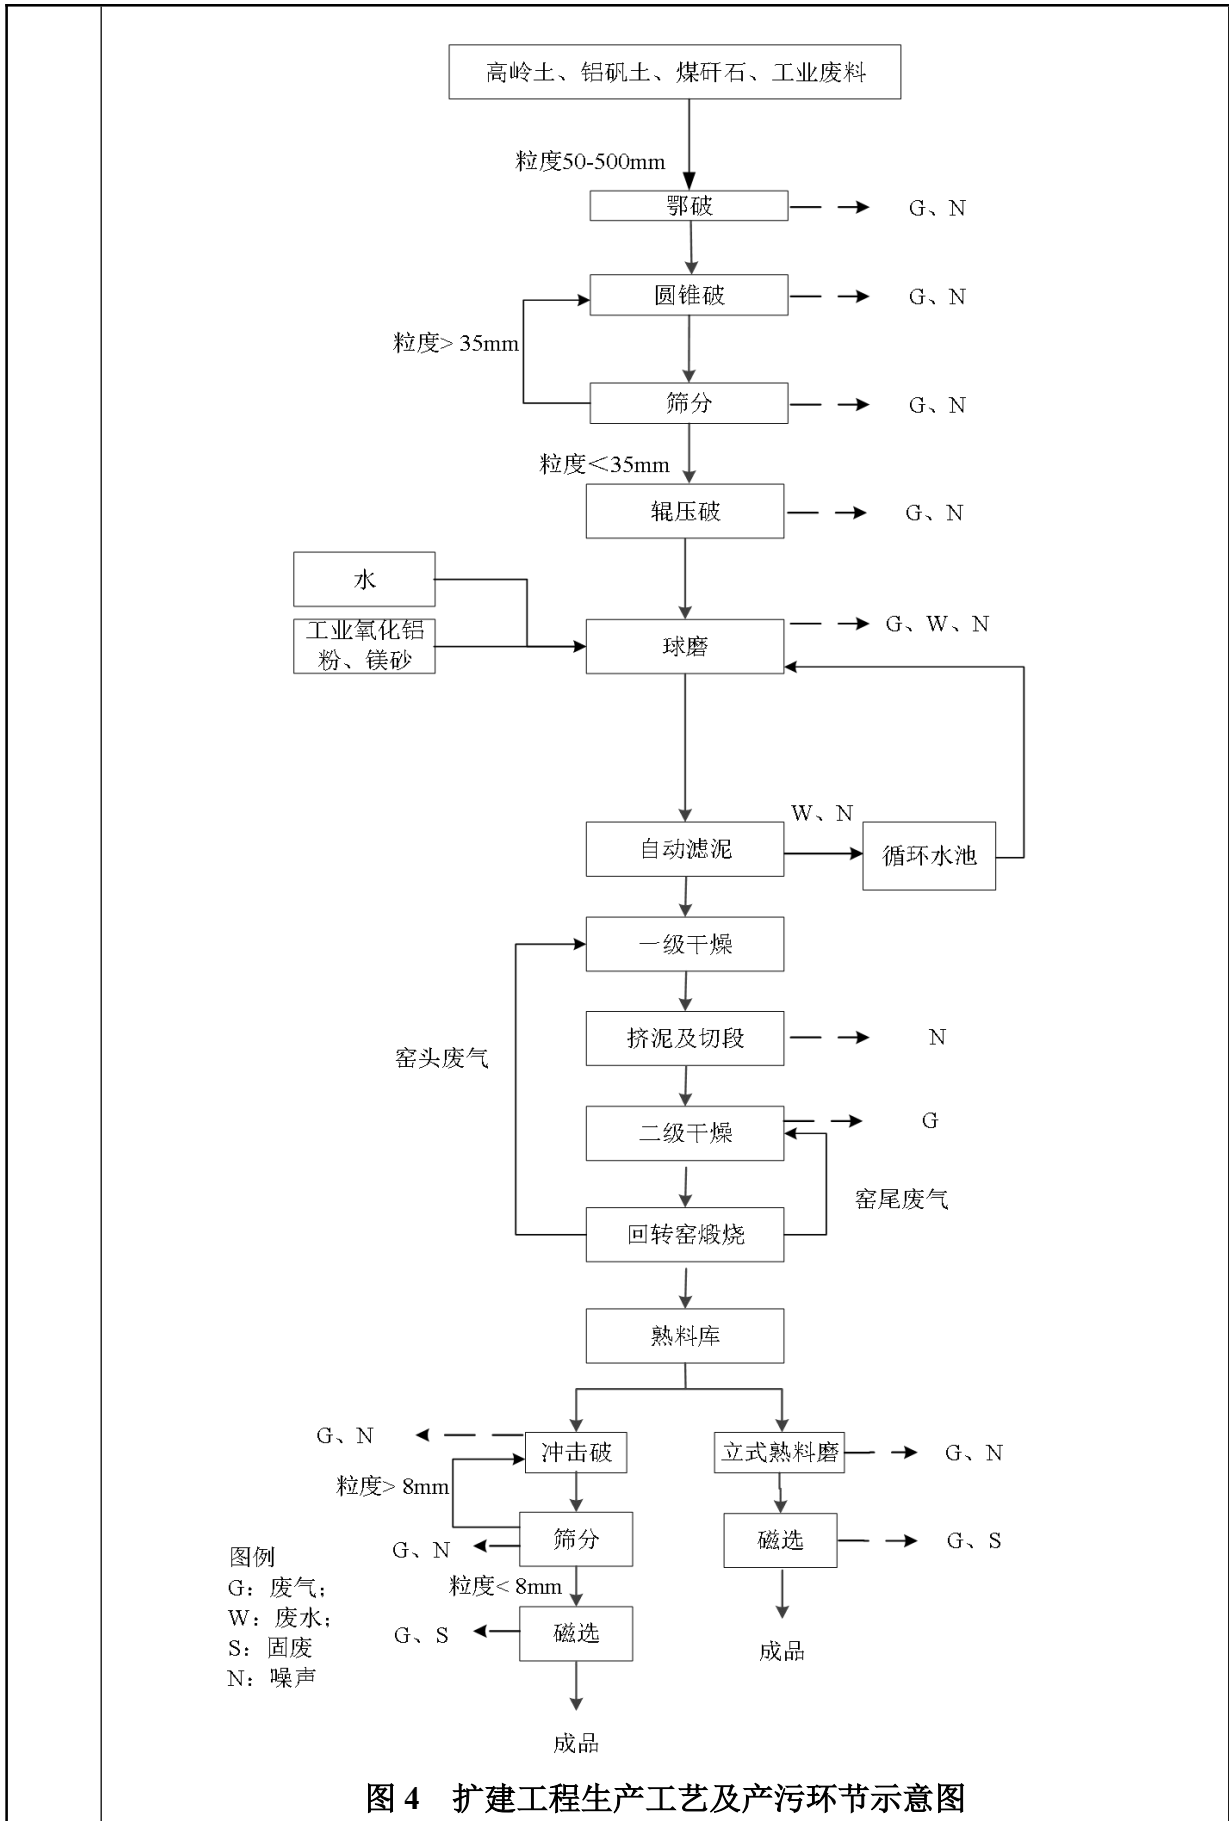 高岭土、铝矾土、煤矸石、工业废料
粒度50-500mm
鄂破
G、N
圆锥破
G、N
粒度> 35mm
筛分
G、N
粒度＜35mm
辊压破
G、N
水
工业氧化铝
粉、镁砂
球磨
G、W、N
W、N
自动滤泥
循环水池
一级干燥
窑头废气
挤泥及切段
N
二级干燥
G
窑尾废气
回转窑煅烧
熟料库
G、N
冲击破
立式熟料磨
G、N
粒度> 8mm
筛分
G、N
磁选
G、S
粒度< 8mm
磁选
G、S
成品
成品
图例
G：废气；
W：废水；
S：固废
N：噪声
图 4 扩建工程生产工艺及产污环节示意图